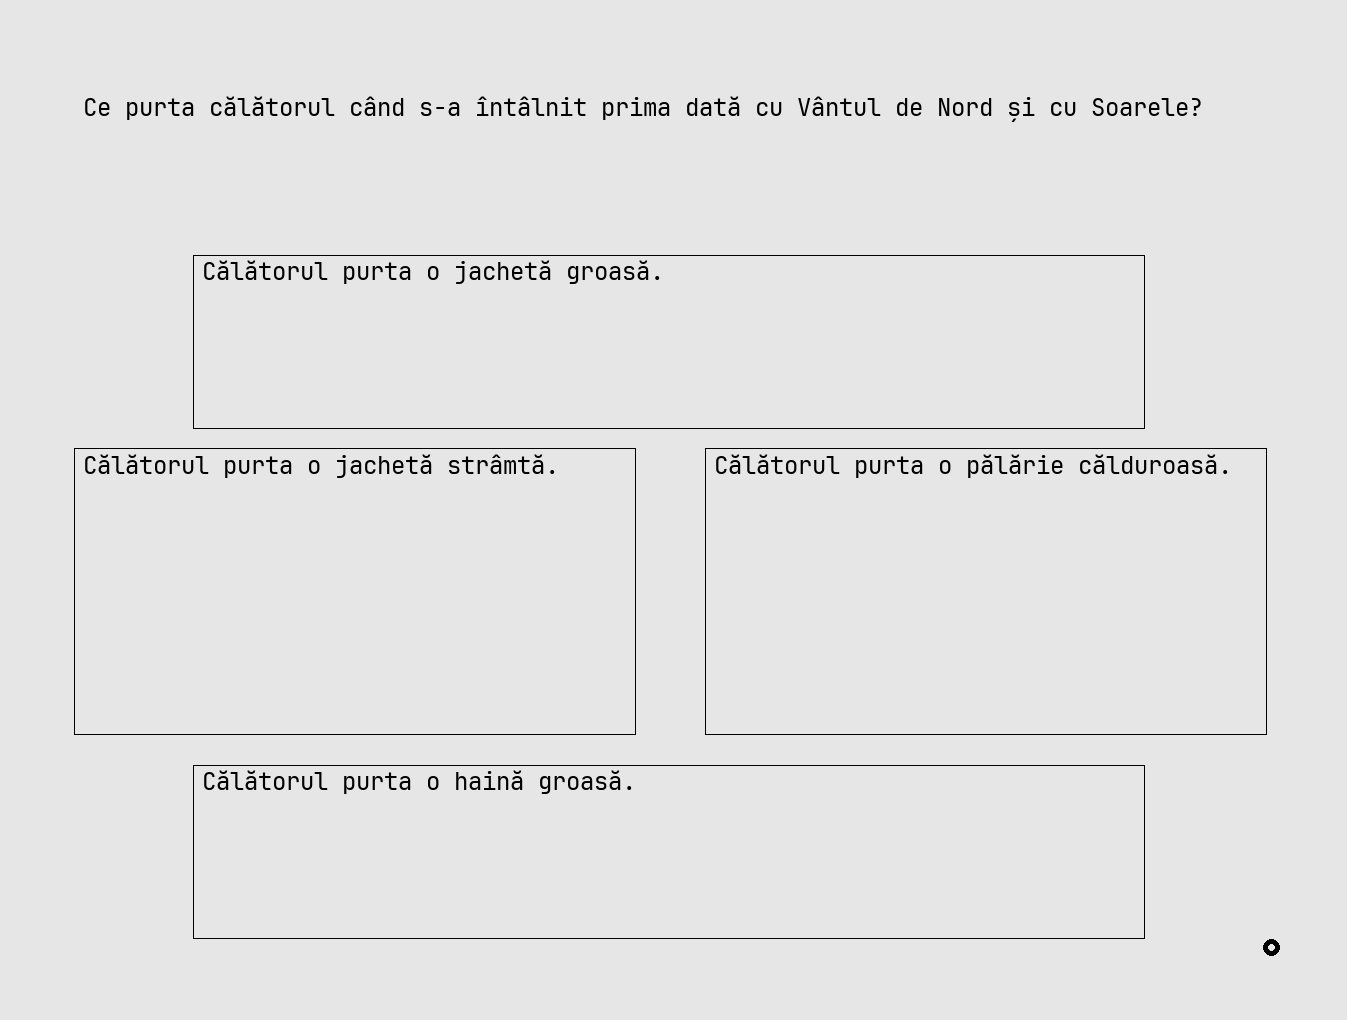 Ce purta călătorul când s-a întâlnit prima dată cu Vântul de Nord și cu Soarele?
Călătorul purta o jachetă groasă.
Călătorul purta o jachetă strâmtă.
Călătorul purta o pălărie călduroasă.
Călătorul purta o haină groasă.